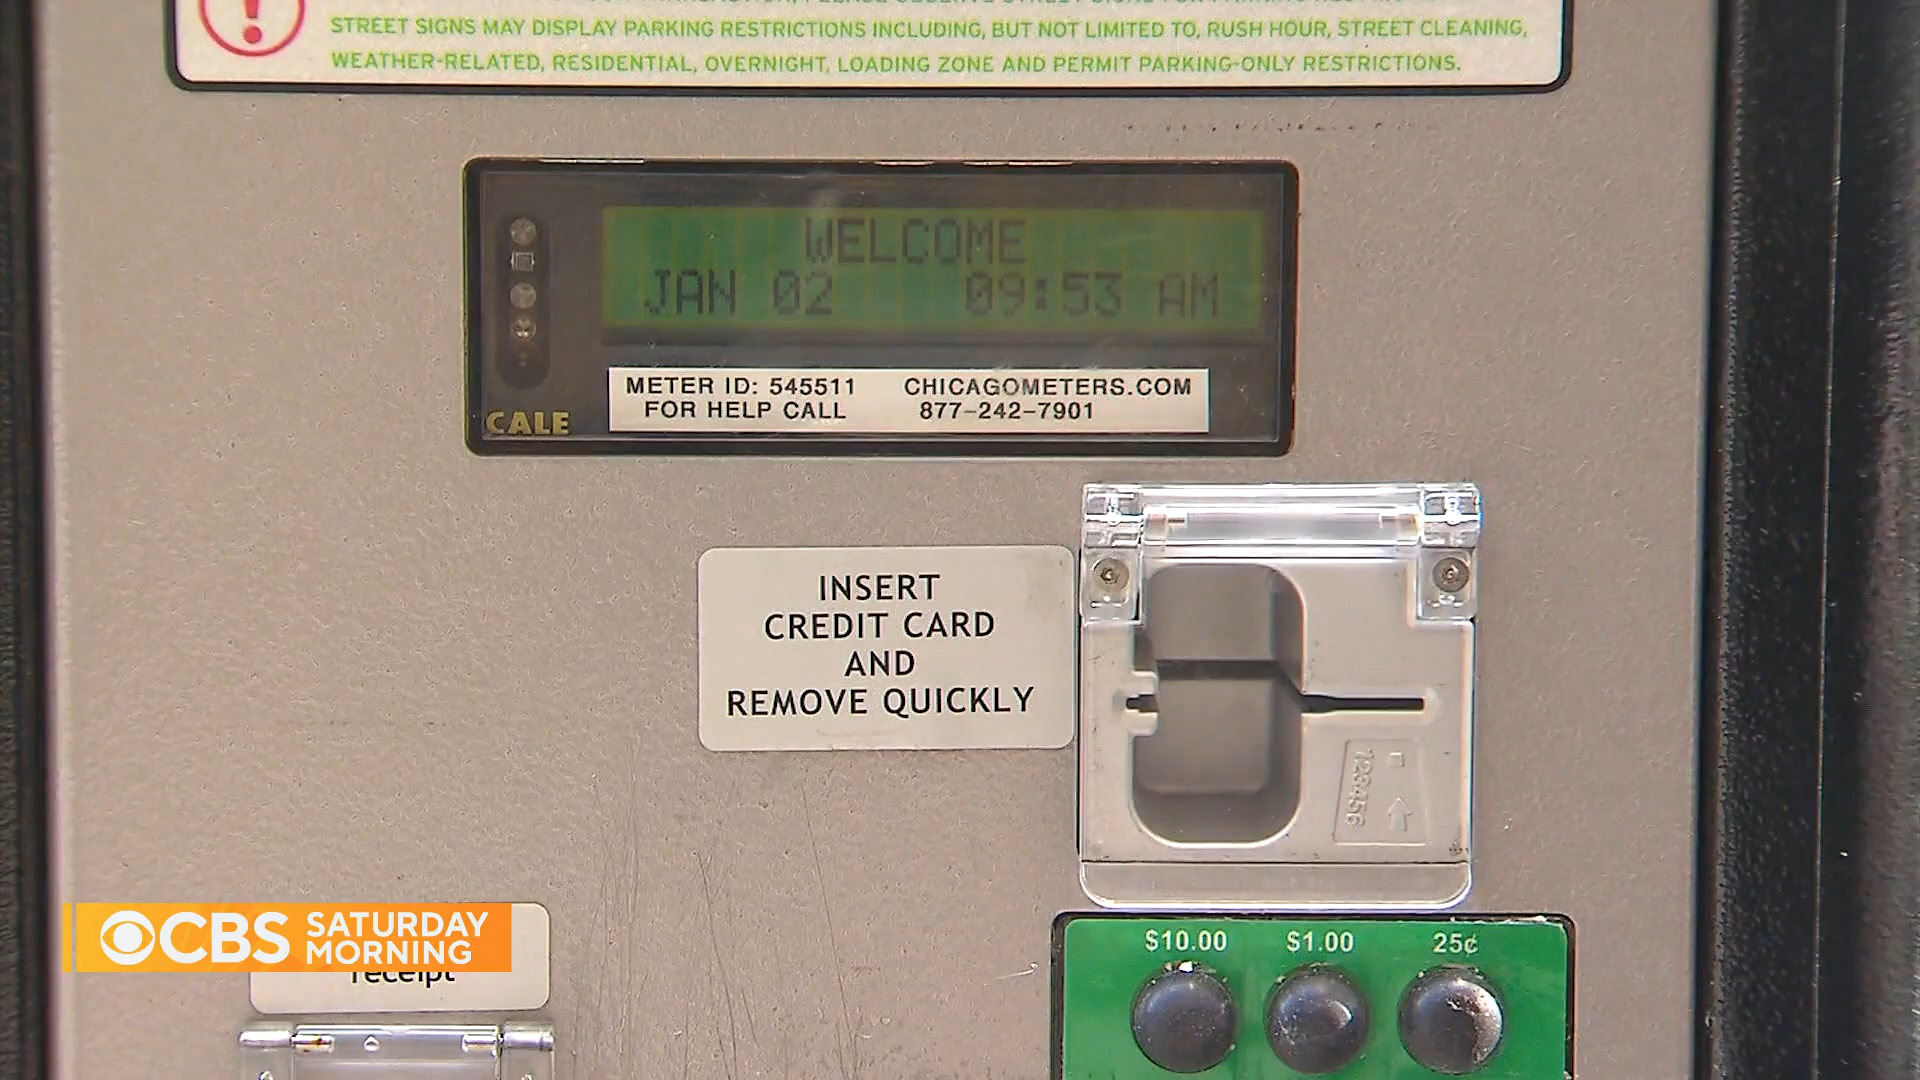 STREET SIGNS MAY DISPLAY PARKING RESTRICTIONS INCLUDING, BUT NOT LIMITED TO, RUSH HOUR, STREET CLEANING,
WEATHER-RELATED, RESIDENTIAL, OVERNIGHT, LOADING ZONE AND PERMIT PARKING-ONLY RESTRICTIONS.
WELCOME
JAN 02 09:53 AM
METER ID: 545511 CHICAGOMETERS.COM
FOR HELP CALL 877-242-7901
CALE
INSERT
CREDIT CARD
AND
REMOVE QUICKLY
123456
CBS SATURDAY
MORNING
receipt
$10.00 $1.00 25¢